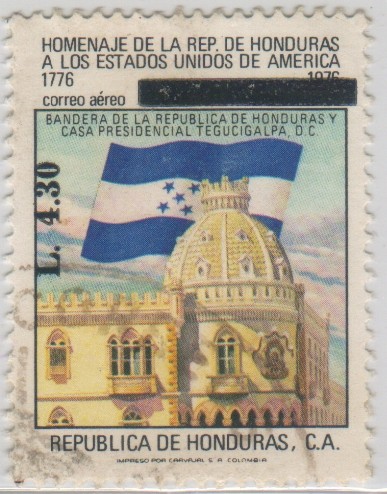 HOMENAJE DE LA REP. DE HONDURAS
A LOS ESTADOS UNIDOS DE AMERICA
1776 1976
correo aéreo
BANDERA DE LA REPUBLICA DE HONDURAS Y
CASA PRESIDENCIAL TEGUCIGALPA, D.C.
L. 4.30
REPUBLICA DE HONDURAS, C.A.
IMPRESO POR CARVAJAL S.A. COLOMBIA